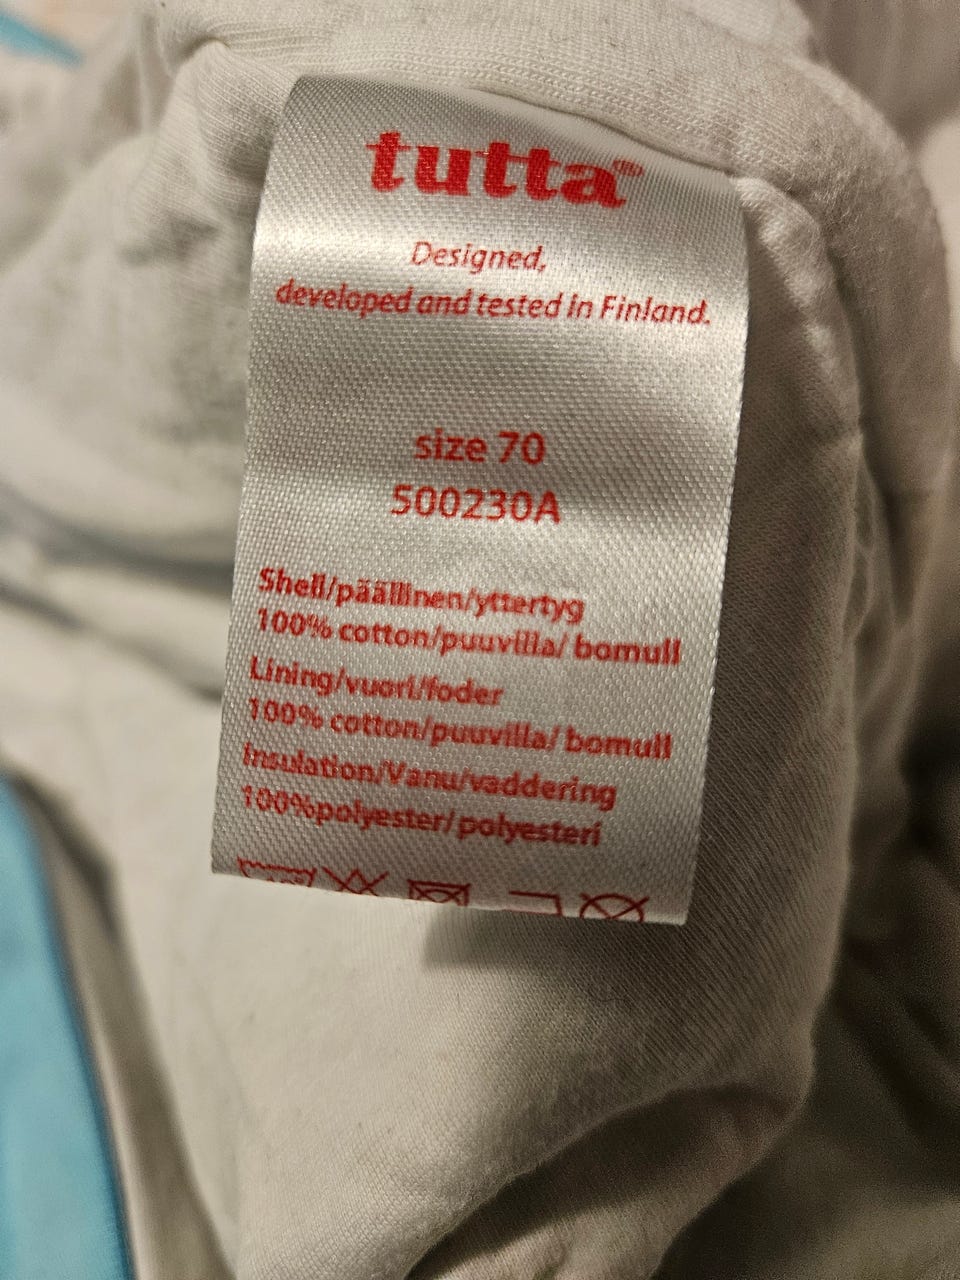 tutta®
Designed,
developed and tested in Finland.
size 70
500230A
Shell/päällinen/yttertyg
100% cotton/puuvilla/ bomull
Lining/vuori/foder
100% cotton/puuvilla/ bomull
Insulation/Vanu/vaddering
100%polyester/polyesteri